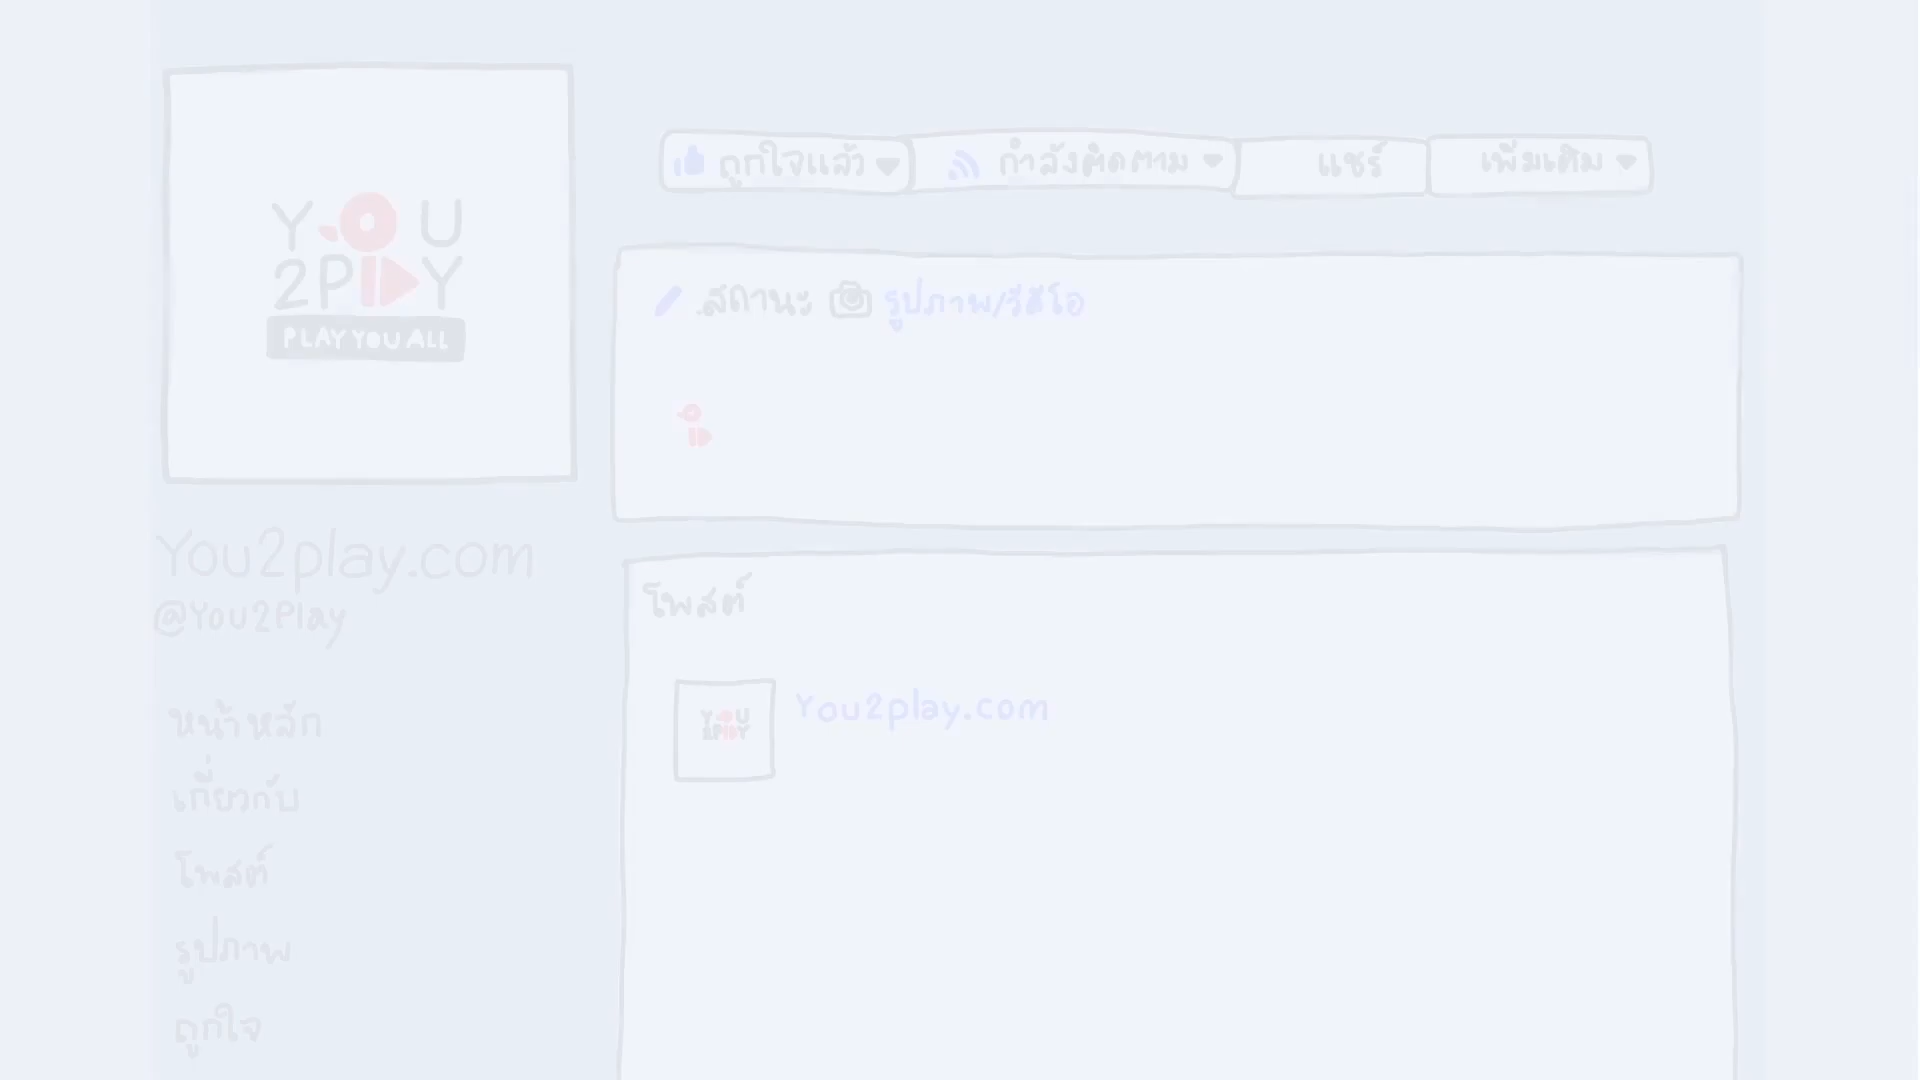 Y U
2P Y
PLAY YOU ALL
You2play.com
@You2Play
หน้าหลัก
เกี่ยวกับ
โพสต์
รูปภาพ
ถูกใจ
ถูกใจแล้ว กำลังติดตาม แชร์ เพิ่มเติม
สถานะ รูปภาพ/วีดีโอ
โพสต์
Y U
2P Y
You2play.com